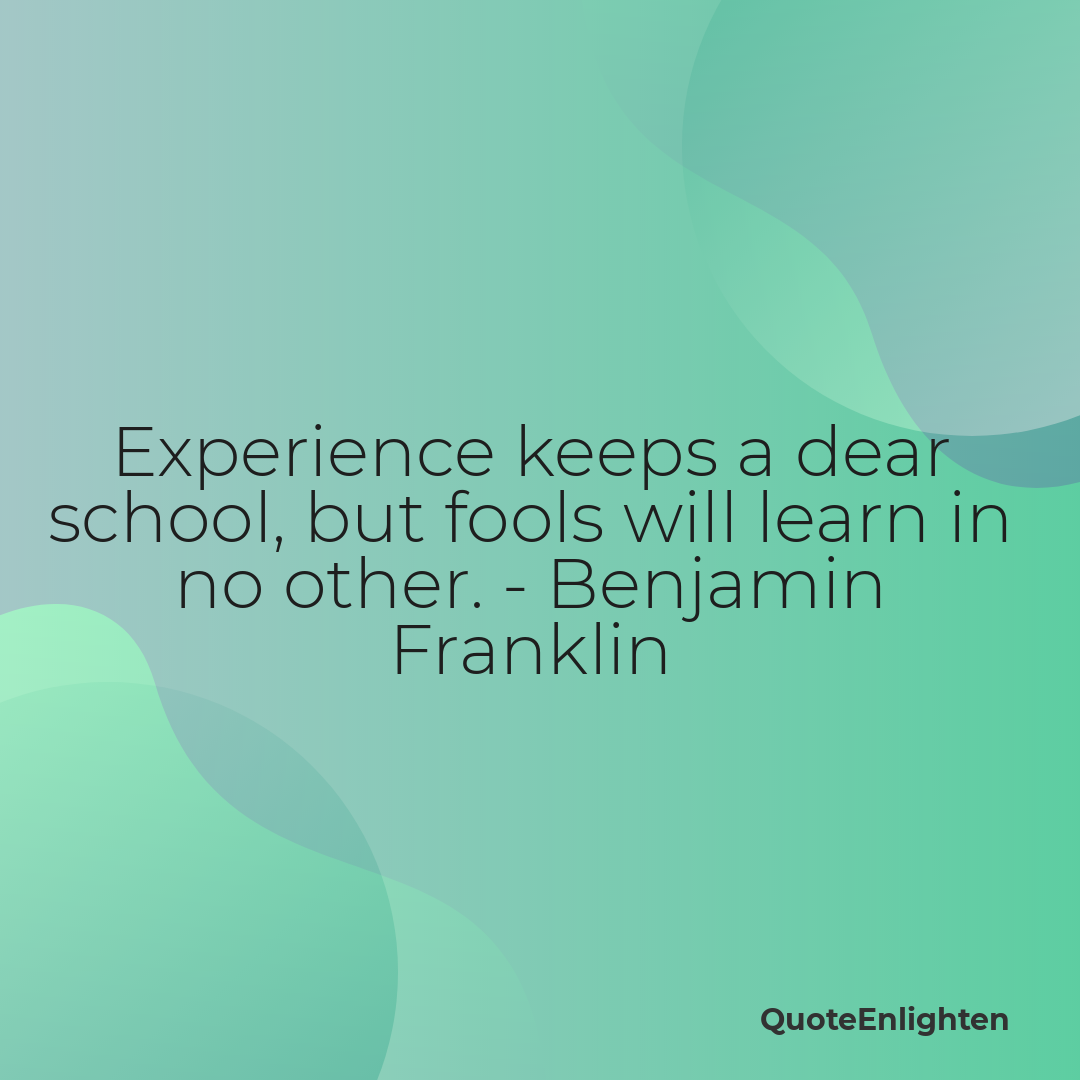 Experience keeps a dear
school, but fools will learn in
no other. - Benjamin
Franklin
QuoteEnlighten